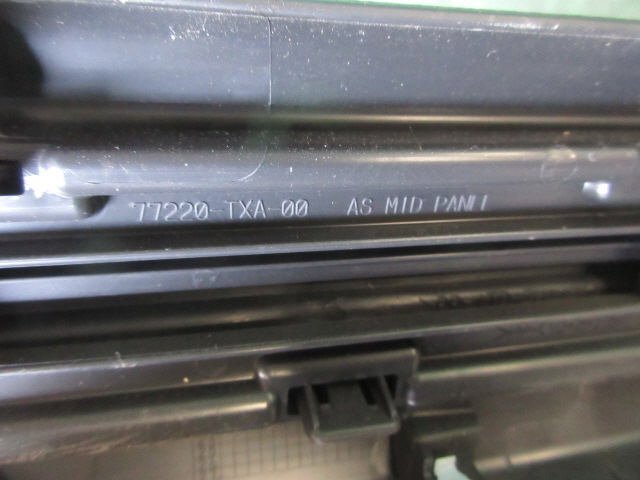 77220-TXA-00 AS MID PANEL